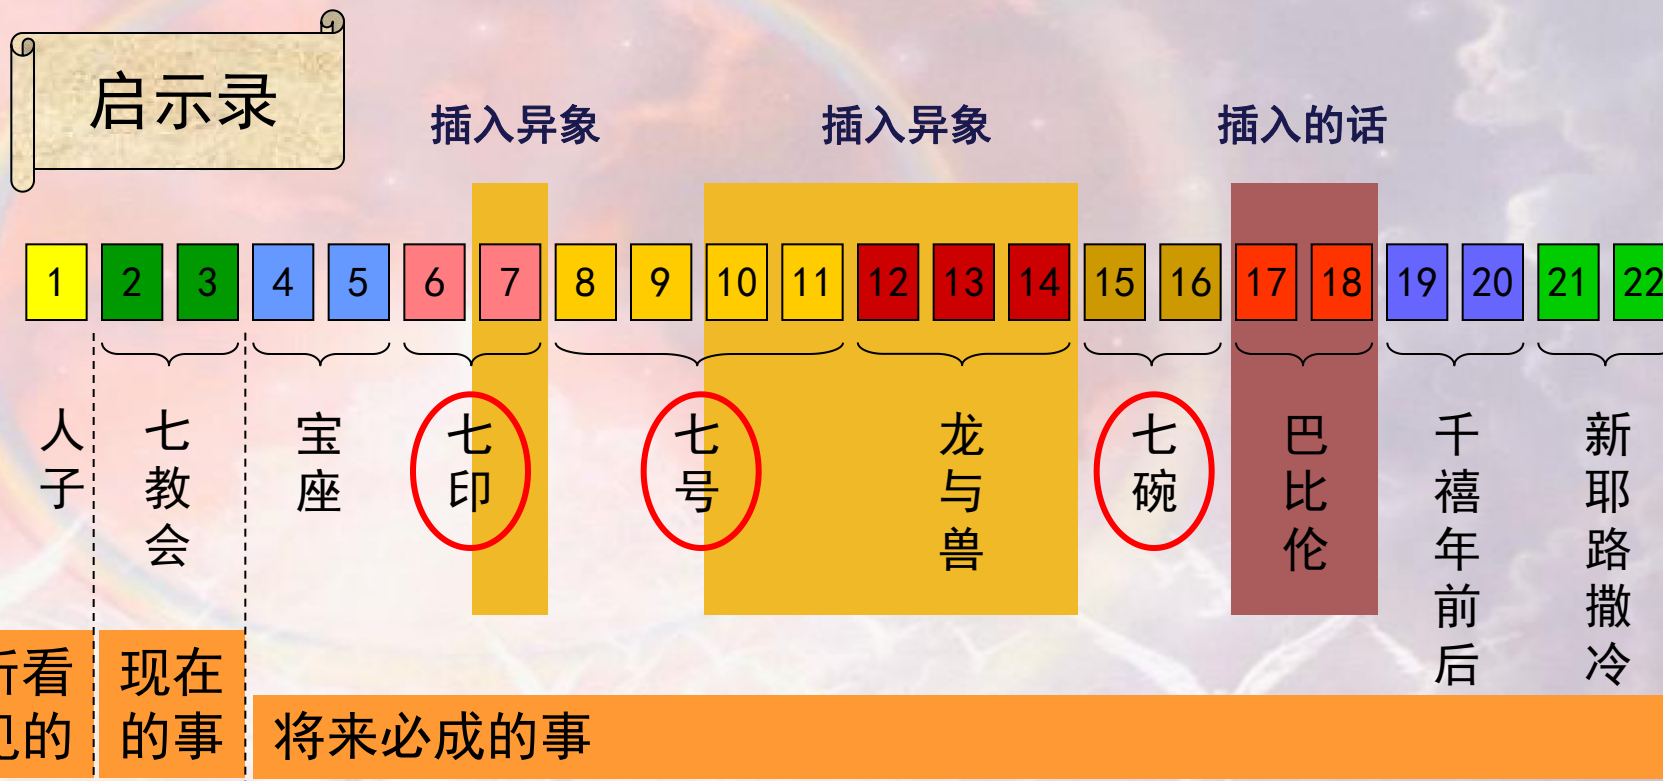 启示录
插入异象
插入异象
插入的话
1 2 3 4 5 6 7 8 9 10 11 12 13 14 15 16 17 18 19 20 21 22
人子
七教会
宝座
七印
七号
龙与兽
七碗
巴比伦
千禧年前后
新耶路撒冷
看
的
现在
的事
将来必成的事